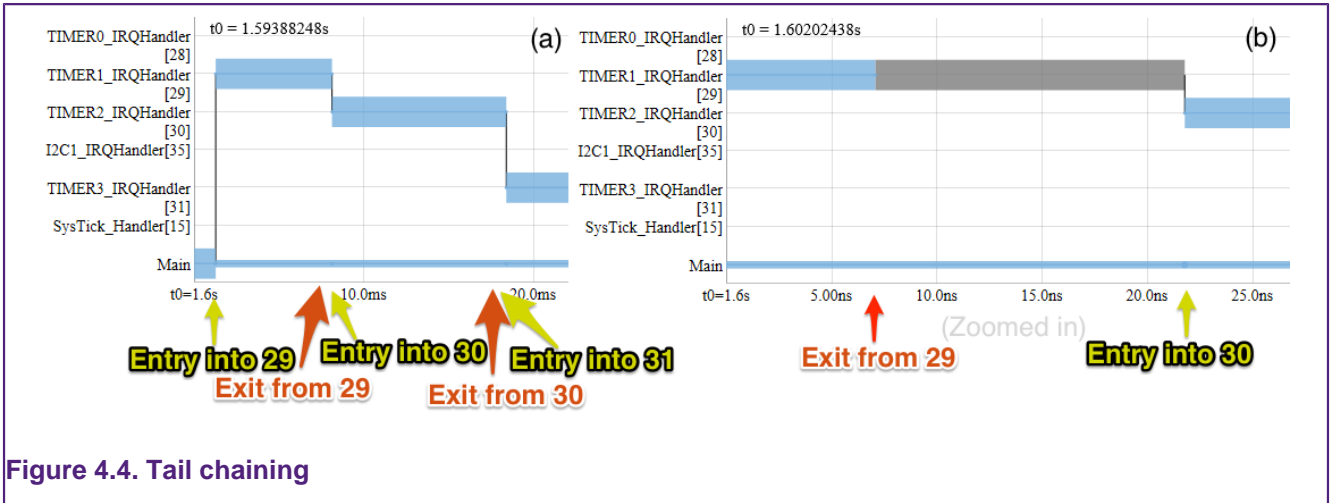 t0 = 1.59388248s
(a)
TIMER0_IRQHandler
[28]
TIMER1_IRQHandler
[29]
TIMER2_IRQHandler
[30]
I2C1_IRQHandler[35]
TIMER3_IRQHandler
[31]
SysTick_Handler[15]
Main
t0=1.6s
10.0ms
20.0ms
Entry into 29
Exit from 29
Entry into 30
Exit from 30
Entry into 31
t0 = 1.60202438s
(b)
TIMER0_IRQHandler
[28]
TIMER1_IRQHandler
[29]
TIMER2_IRQHandler
[30]
I2C1_IRQHandler[35]
TIMER3_IRQHandler
[31]
SysTick_Handler[15]
Main
t0=1.6s
5.00ns
10.0ns
15.0ns
20.0ns
25.0ns
(Zoomed in)
Exit from 29
Entry into 30
Figure 4.4. Tail chaining